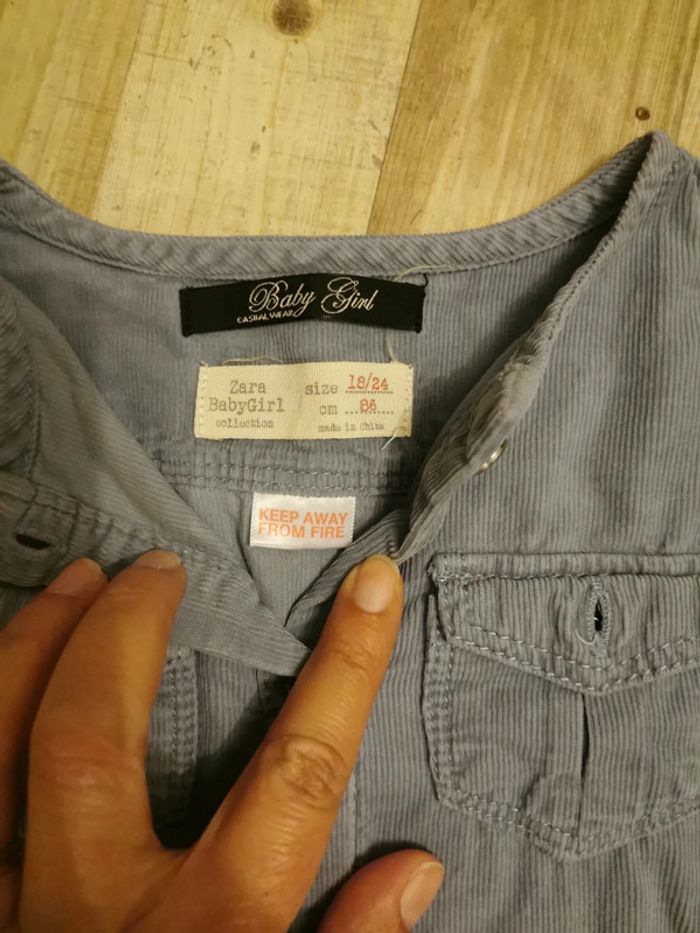 Baby Girl
CASUAL WEAR
Zara
BabyGirl
collection
size 18/24
cm 86
made in China
KEEP AWAY
FROM FIRE